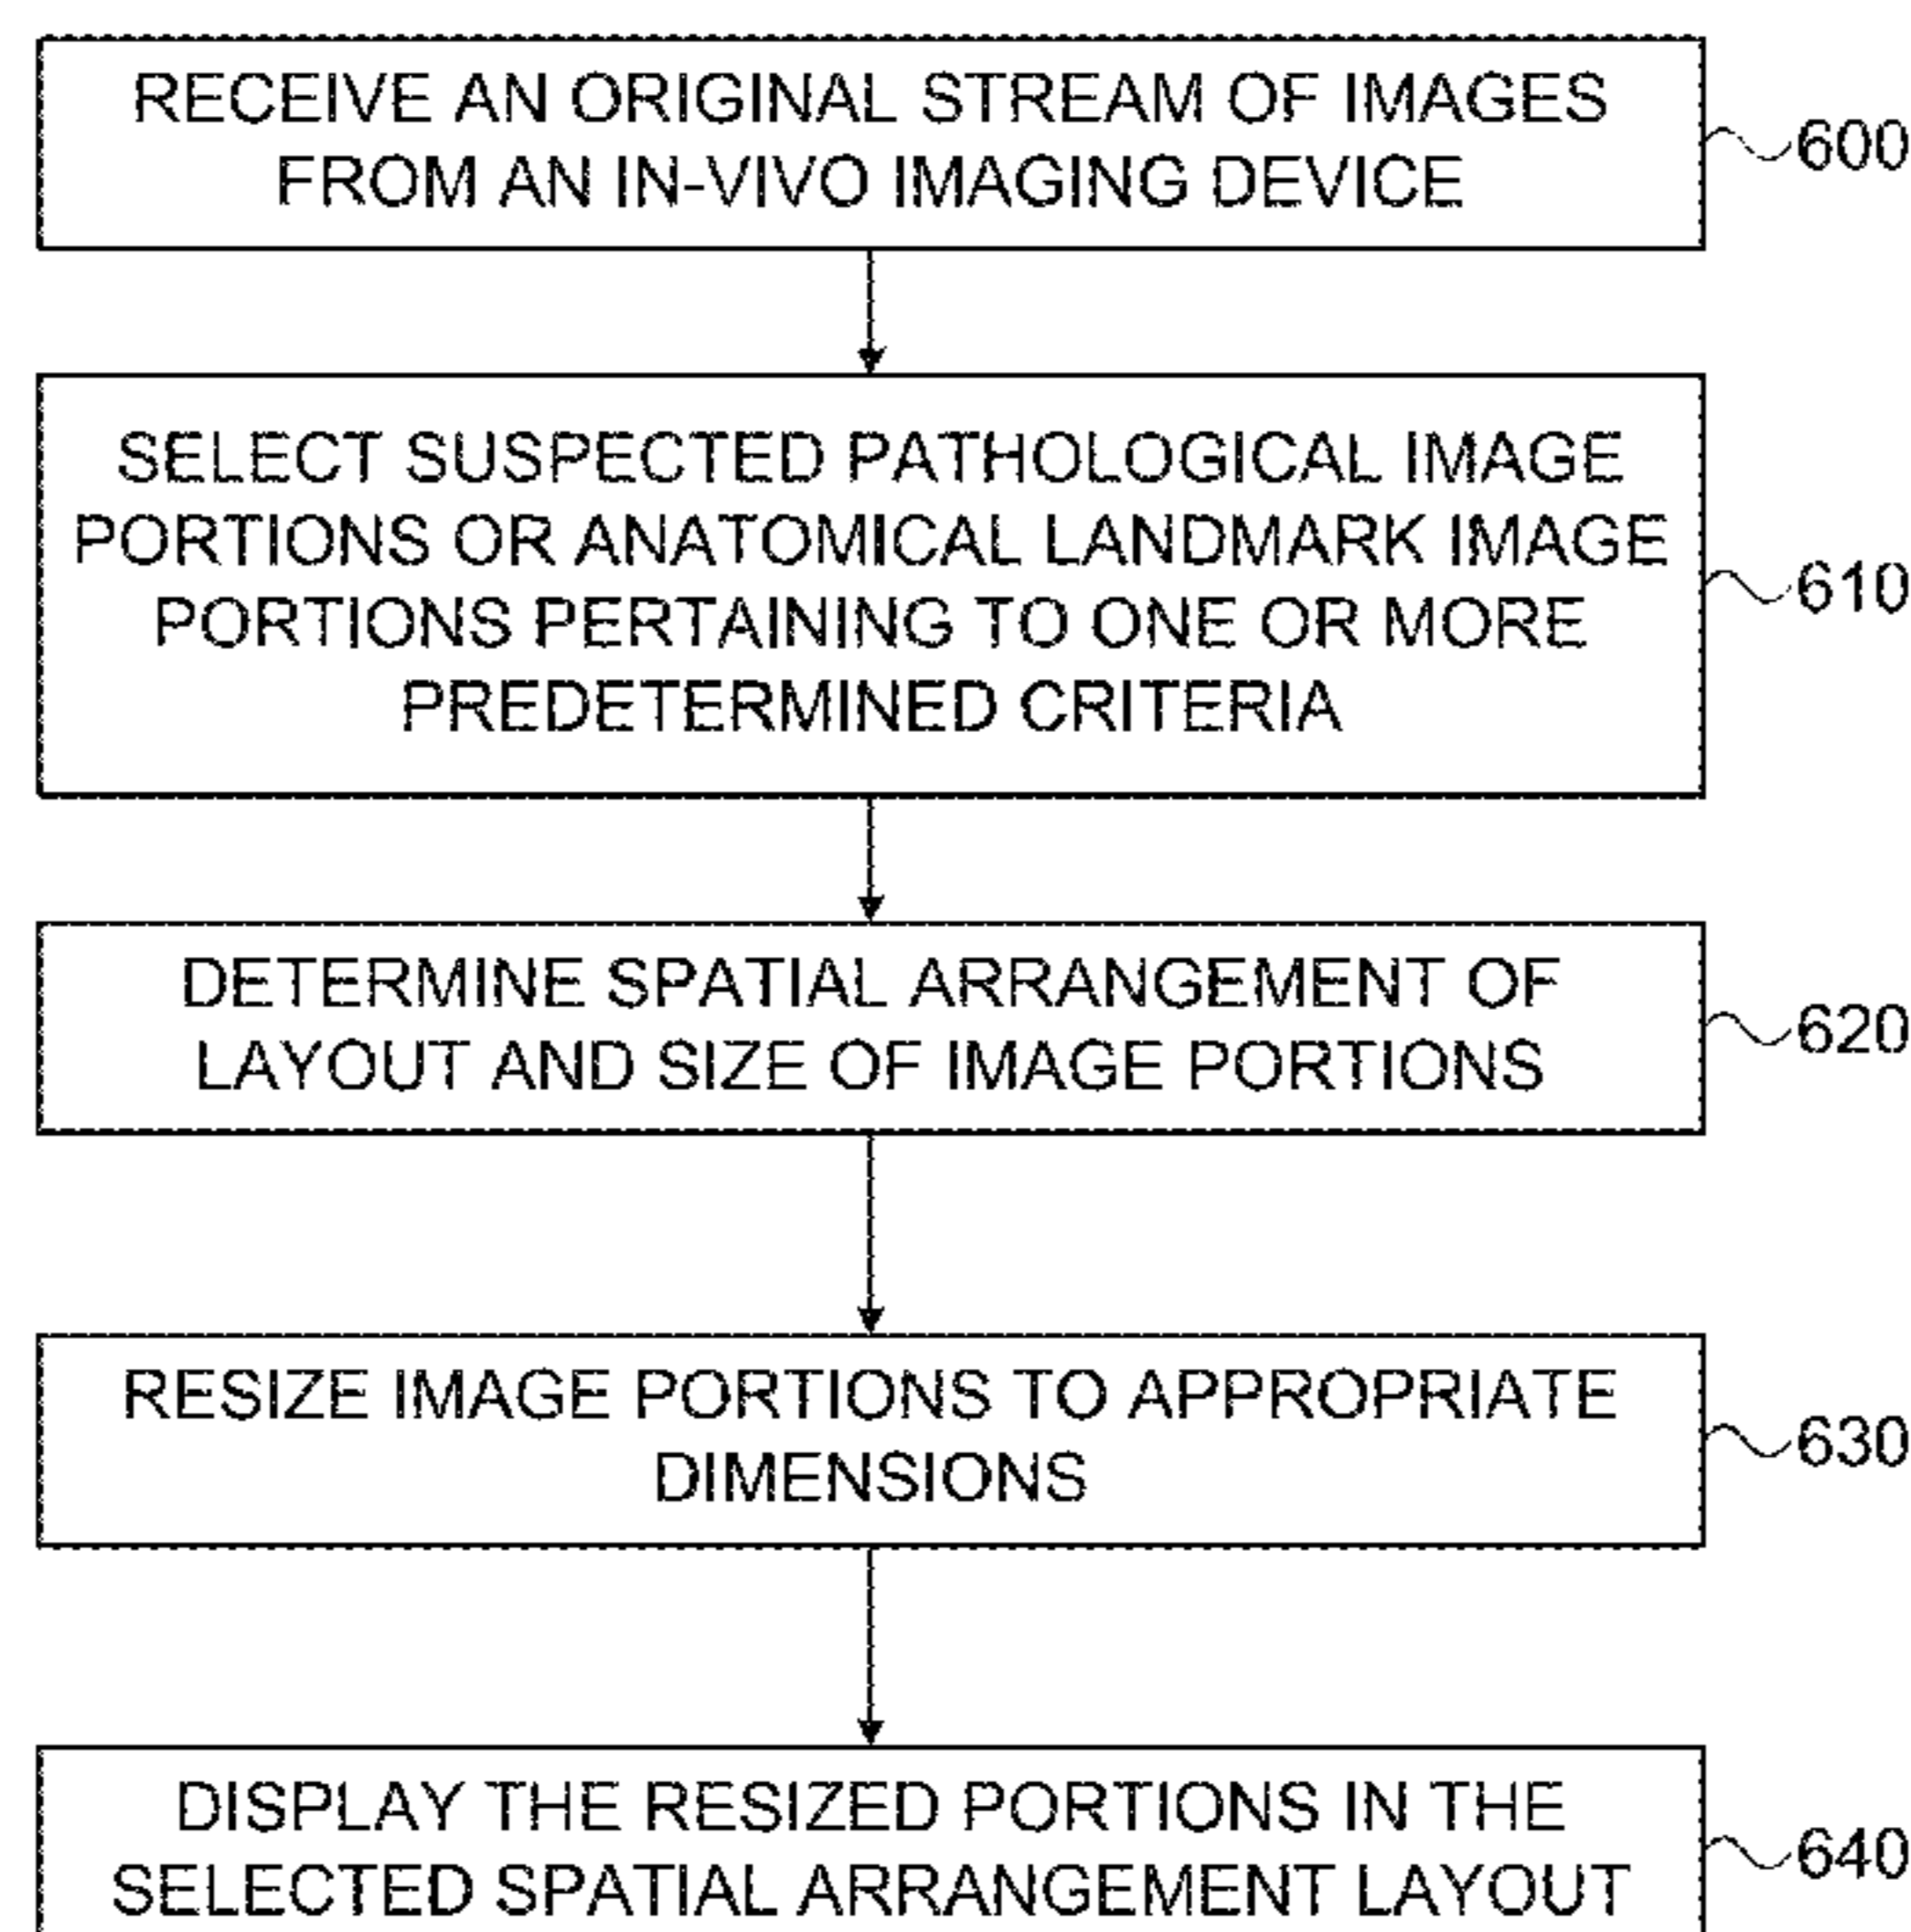 RECEIVE AN ORIGINAL STREAM OF IMAGES
FROM AN IN-VIVO IMAGING DEVICE
600
SELECT SUSPECTED PATHOLOGICAL IMAGE
PORTIONS OR ANATOMICAL LANDMARK IMAGE
PORTIONS PERTAINING TO ONE OR MORE
PREDETERMINED CRITERIA
610
DETERMINE SPATIAL ARRANGEMENT OF
LAYOUT AND SIZE OF IMAGE PORTIONS
620
RESIZE IMAGE PORTIONS TO APPROPRIATE
DIMENSIONS
630
DISPLAY THE RESIZED PORTIONS IN THE
SELECTED SPATIAL ARRANGEMENT LAYOUT
640